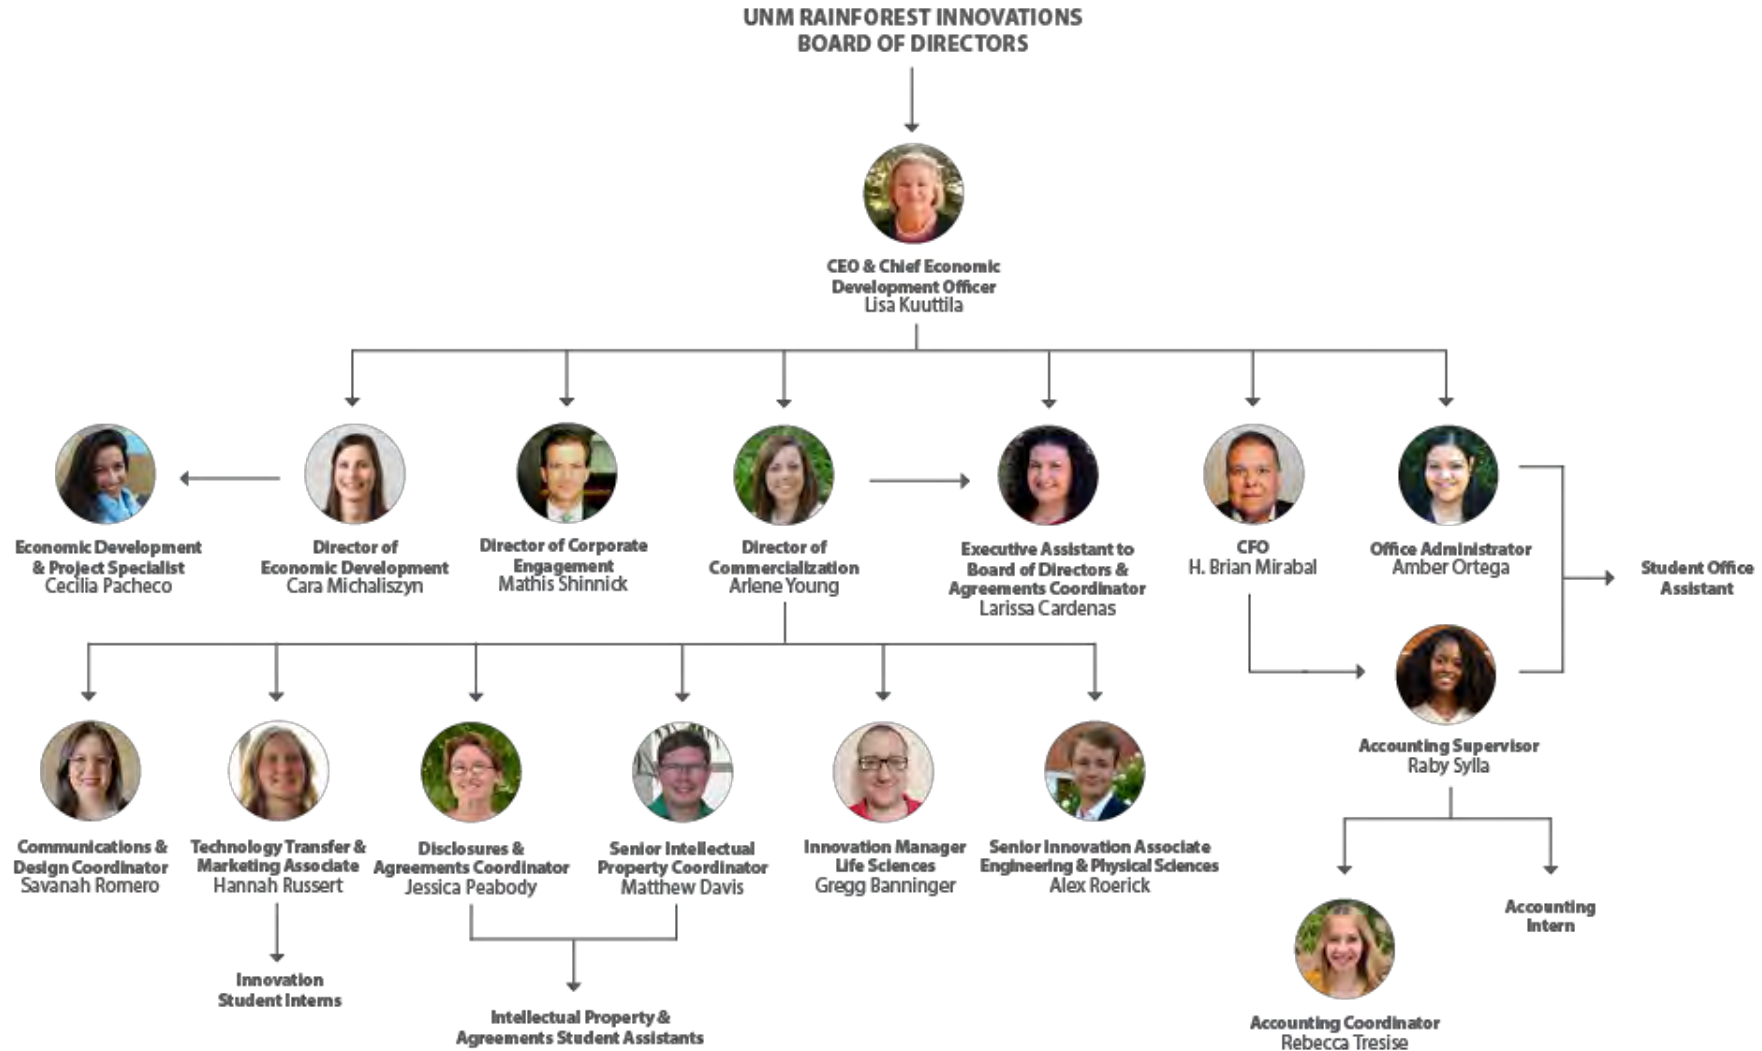 UNM RAINFOREST INNOVATIONS
BOARD OF DIRECTORS
CEO & Chief Economic
Development Officer
Lisa Kuuttila
Economic Development
& Project Specialist
Cecilia Pacheco
Director of
Economic Development
Cara Michaliszyn
Director of Corporate
Engagement
Mathis Shinnick
Director of
Commercialization
Arlene Young
Executive Assistant to
Board of Directors &
Agreements Coordinator
Larissa Cardenas
CFO
H. Brian Mirabal
Office Administrator
Amber Ortega
Student Office
Assistant
Accounting Supervisor
Raby Sylla
Communications &
Design Coordinator
Savanah Romero
Technology Transfer &
Marketing Associate
Hannah Russert
Disclosures &
Agreements Coordinator
Jessica Peabody
Senior Intellectual
Property Coordinator
Matthew Davis
Innovation Manager
Life Sciences
Gregg Banninger
Senior Innovation Associate
Engineering & Physical Sciences
Alex Roerick
Accounting
Intern
Innovation
Student Interns
Intellectual Property &
Agreements Student Assistants
Accounting Coordinator
Rebecca Tresise